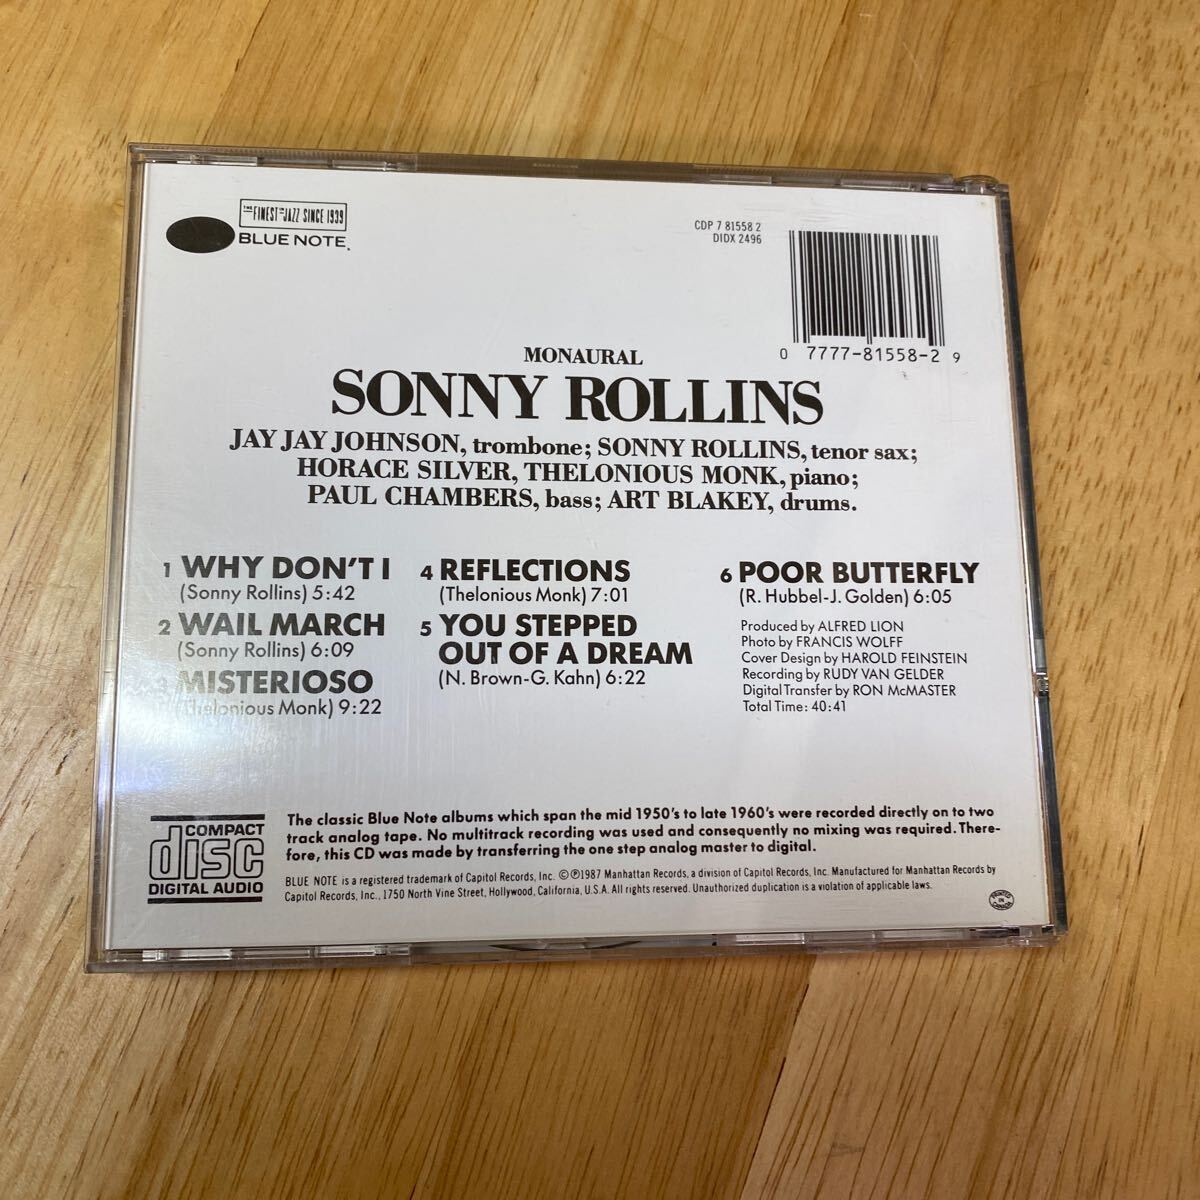 THE FINEST IN JAZZ SINCE 1939
BLUE NOTE.
CDP 7 81558 2
DIDX 2496
0 7777-81558-2 9
MONAURAL
SONNY ROLLINS
JAY JAY JOHNSON, trombone; SONNY ROLLINS, tenor sax;
HORACE SILVER, THELONIOUS MONK, piano;
PAUL CHAMBERS, bass; ART BLAKEY, drums.
1 WHY DON'T I
(Sonny Rollins) 5:42
2 WAIL MARCH
(Sonny Rollins) 6:09
3 MISTERIOSO
(Thelonious Monk) 9:22
4 REFLECTIONS
(Thelonious Monk) 7:01
5 YOU STEPPED
OUT OF A DREAM
(N. Brown-G. Kahn) 6:22
6 POOR BUTTERFLY
(R. Hubbel-J. Golden) 6:05
Produced by ALFRED LION
Photo by FRANCIS WOLFF
Cover Design by HAROLD FEINSTEIN
Recording by RUDY VAN GELDER
Digital Transfer by RON McMASTER
Total Time: 40:41
COMPACT
disc
DIGITAL AUDIO
The classic Blue Note albums which span the mid 1950's to late 1960's were recorded directly on to two
track analog tape. No multitrack recording was used and consequently no mixing was required. There-
fore, this CD was made by transferring the one step analog master to digital.
BLUE NOTE is a registered trademark of Capitol Records, Inc. ©℗1987 Manhattan Records, a division of Capitol Records, Inc. Manufactured for Manhattan Records by
Capitol Records, Inc., 1750 North Vine Street, Hollywood, California, U.S.A. All rights reserved. Unauthorized duplication is a violation of applicable laws.
PRINTED
IN
CANADA